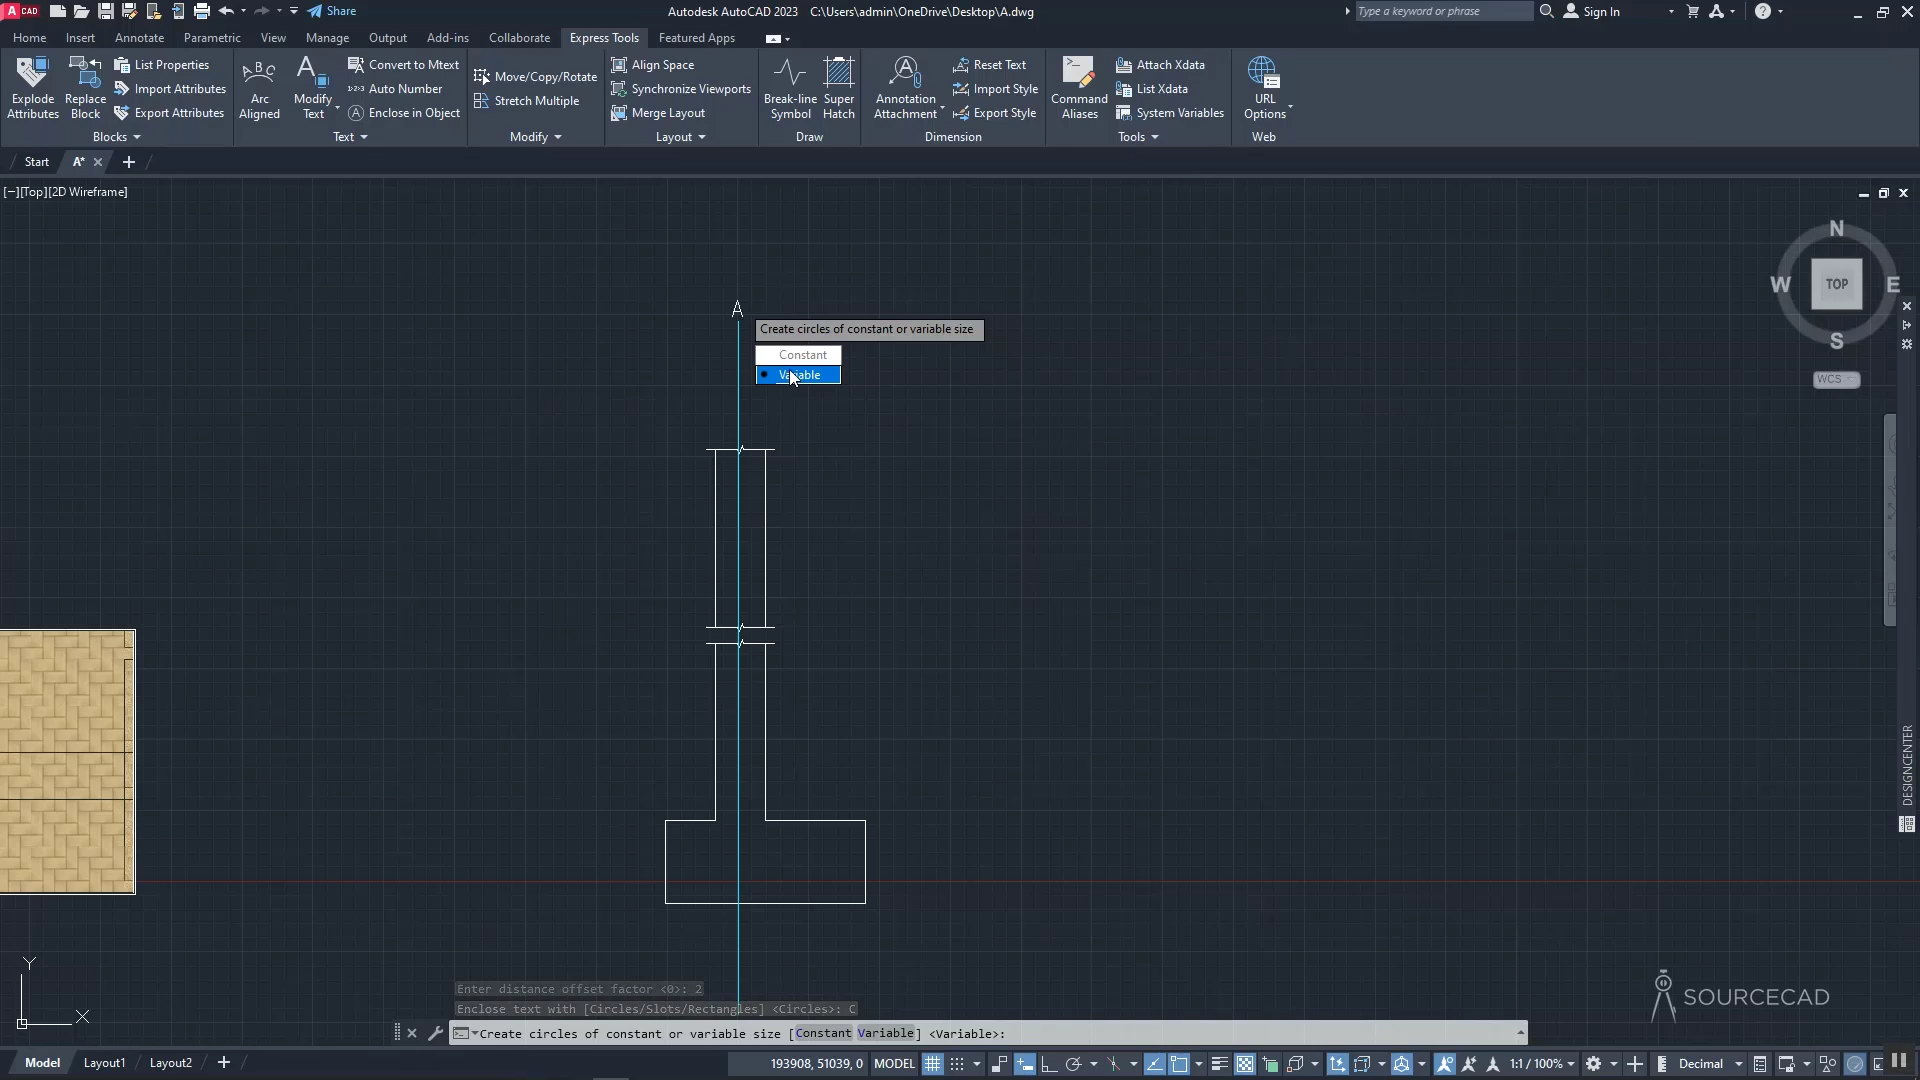 A CAD
Share
Autodesk AutoCAD 2023 C:\Users\admin\OneDrive\Desktop\A.dwg
Type a keyword or phrase
Sign In
Home Insert Annotate Parametric View Manage Output Add-ins Collaborate Express Tools Featured Apps
Explode Attributes
Replace Block
List Properties
Import Attributes
Export Attributes
Blocks
Arc Aligned
Modify Text
Convert to Mtext
Auto Number
Enclose in Object
Text
Move/Copy/Rotate
Stretch Multiple
Modify
Align Space
Synchronize Viewports
Merge Layout
Layout
Break-line Symbol
Super Hatch
Draw
Annotation Attachment
Reset Text
Import Style
Export Style
Dimension
Command Aliases
Attach Xdata
List Xdata
System Variables
Tools
URL Options
Web
Start A*
[−][Top][2D Wireframe]
N
W TOP E
S
WCS
A
Create circles of constant or variable size
Constant
Variable
DESIGNCENTER
Y
X
SOURCECAD
Enter distance offset factor <0>: 2
Enclose text with [Circles/Slots/Rectangles] <Circles>: C
Create circles of constant or variable size [Constant Variable] <Variable>:
Model Layout1 Layout2
193908, 51039, 0 MODEL 1:1 / 100% Decimal